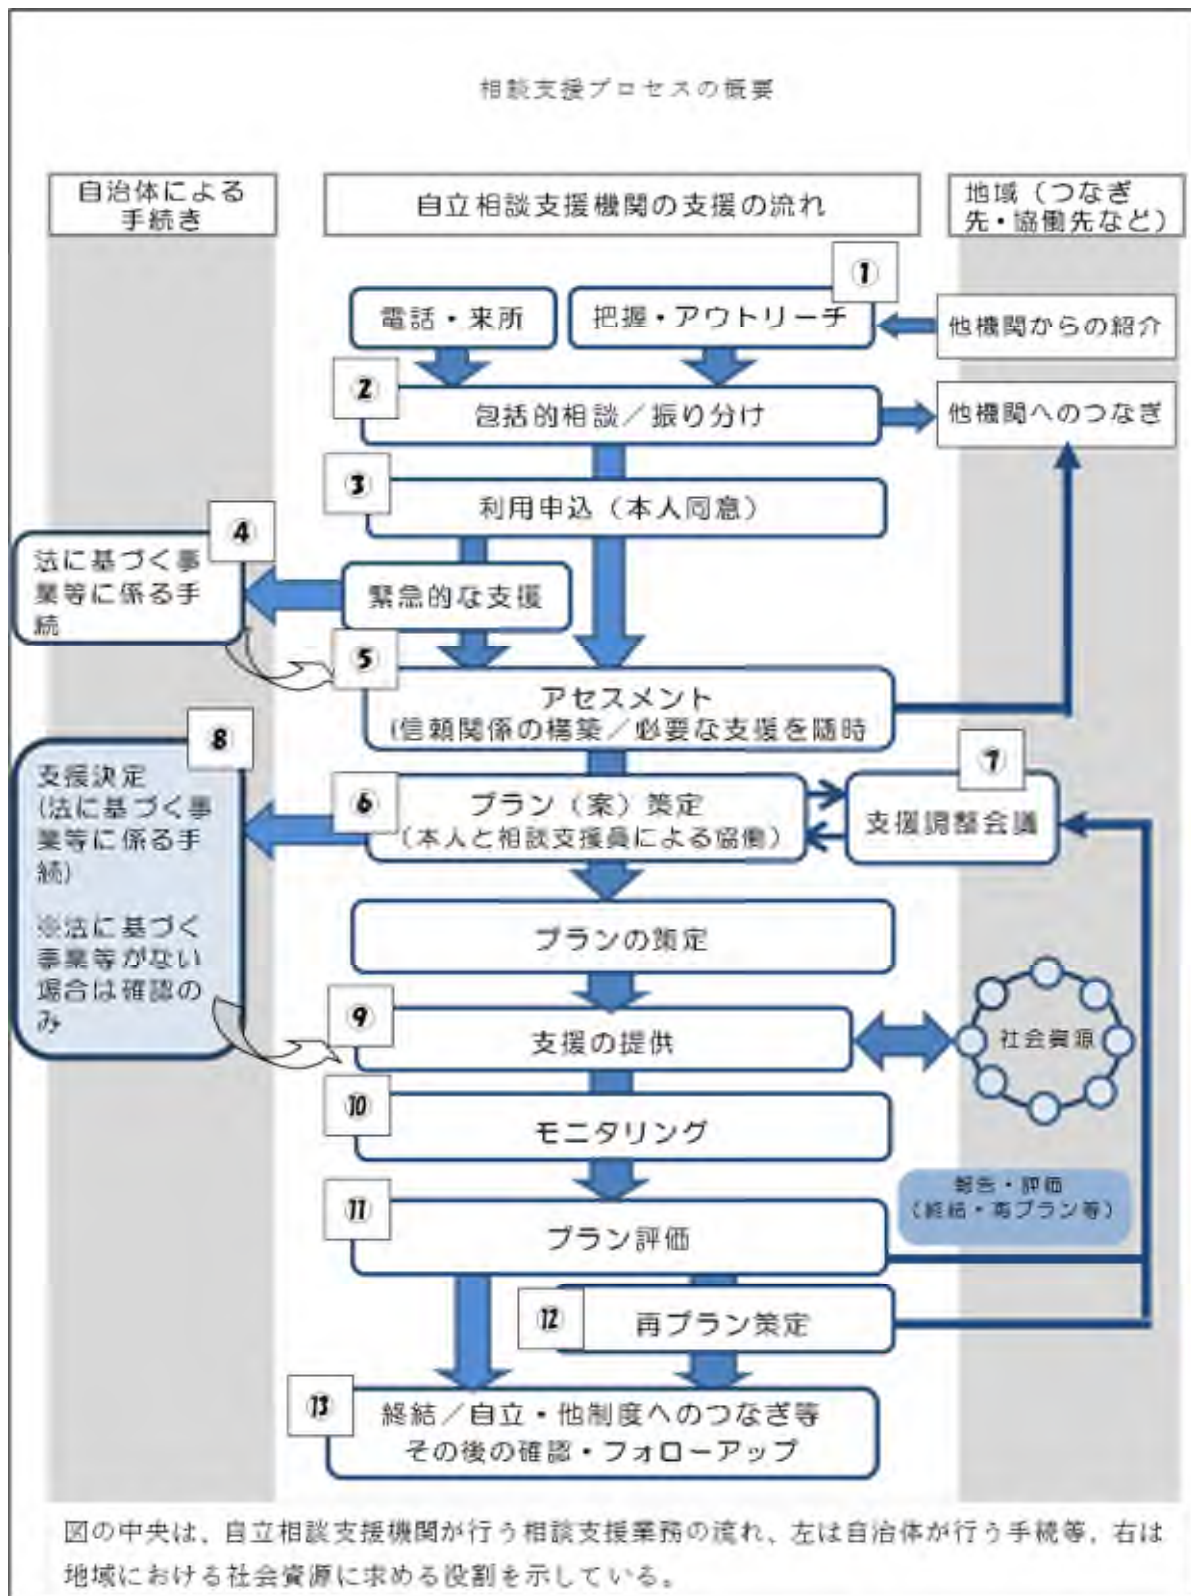 相談支援プロセスの概要
自治体による
手続き
自立相談支援機関の支援の流れ
地域（つなぎ
先・協働先など）
①
電話・来所
把握・アウトリーチ
他機関からの紹介
②
包括的相談／振り分け
他機関へのつなぎ
③
利用申込（本人同意）
④
法に基づく事
業等に係る手
続
緊急的な支援
⑤
アセスメント
(信頼関係の構築／必要な支援を随時
⑧
支援決定
(法に基づく事
業等に係る手
続)
※法に基づく
事業等がない
場合は確認の
み
⑥
プラン（案）策定
（本人と相談支援員による協働）
⑦
支援調整会議
プランの策定
⑨
支援の提供
社会資源
⑩
モニタリング
⑪
プラン評価
報告・評価
（終結・再プラン等）
⑫
再プラン策定
⑬
終結／自立・他制度へのつなぎ等
その後の確認・フォローアップ
図の中央は、自立相談支援機関が行う相談支援業務の流れ、左は自治体が行う手続等、右は
地域における社会資源に求める役割を示している。